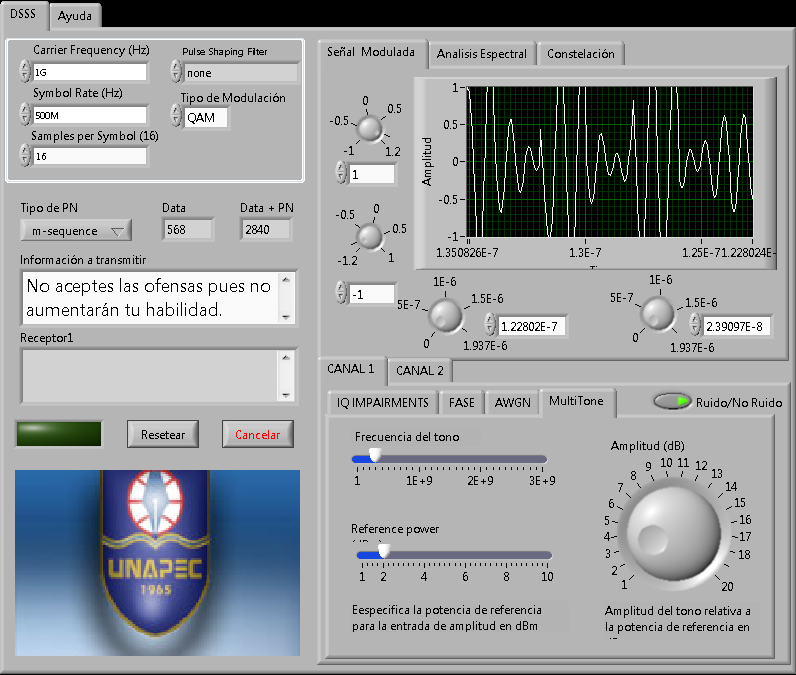 DSSS
Ayuda
Carrier Frequency (Hz)
1G
Symbol Rate (Hz)
500M
Samples per Symbol (16)
16
Pulse Shaping Filter
none
Tipo de Modulación
QAM
Tipo de PN
m-sequence
Data
568
Data + PN
2840
Información a transmitir
No aceptes las ofensas pues no
aumentarán tu habilidad.
Receptor1
Resetear
Cancelar
UNAPEC
1965
Señal Modulada
Analisis Espectral
Constelación
0
-0.5 0.5
-1 1.2
1
0
-0.5 0.5
-1.2 1
-1
Amplitud
1-
0.5-
0-
-0.5-
-1-
1.350826E-7 1.3E-7 1.25E-7 1.228024E-
1E-6
5E-7 1.5E-6
0 1.937E-6
1.22802E-7
1E-6
5E-7 1.5E-6
0 1.937E-6
2.39097E-8
CANAL 1
CANAL 2
IQ IMPAIRMENTS
FASE
AWGN
MultiTone
Ruido/No Ruido
Frecuencia del tono
1 1E+9 2E+9 3E+9
Reference power
1 2 4 6 8 10
Eespecifica la potencia de referencia
para la entrada de amplitud en dBm
Amplitud (dB)
1 2 3 4 5 6 7 8 9 10 11 12 13 14 15 16 17 18 20
Amplitud del tono relativa a
la potencia de referencia en